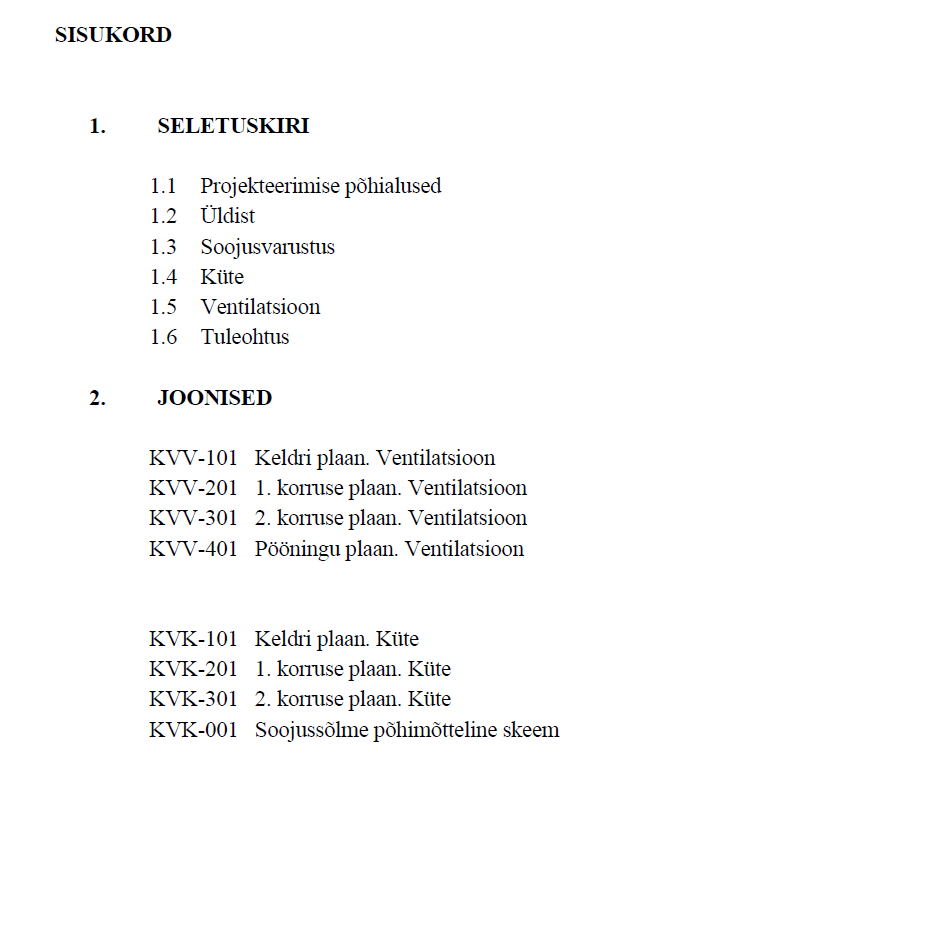 SISUKORD
1. SELETUSKIRI
1.1 Projekteerimise põhialused
1.2 Üldist
1.3 Soojusvarustus
1.4 Küte
1.5 Ventilatsioon
1.6 Tuleohtus
2. JOONISED
KVV-101 Keldri plaan. Ventilatsioon
KVV-201 1. korruse plaan. Ventilatsioon
KVV-301 2. korruse plaan. Ventilatsioon
KVV-401 Pööningu plaan. Ventilatsioon
KVK-101 Keldri plaan. Küte
KVK-201 1. korruse plaan. Küte
KVK-301 2. korruse plaan. Küte
KVK-001 Soojussõlme põhimõtteline skeem